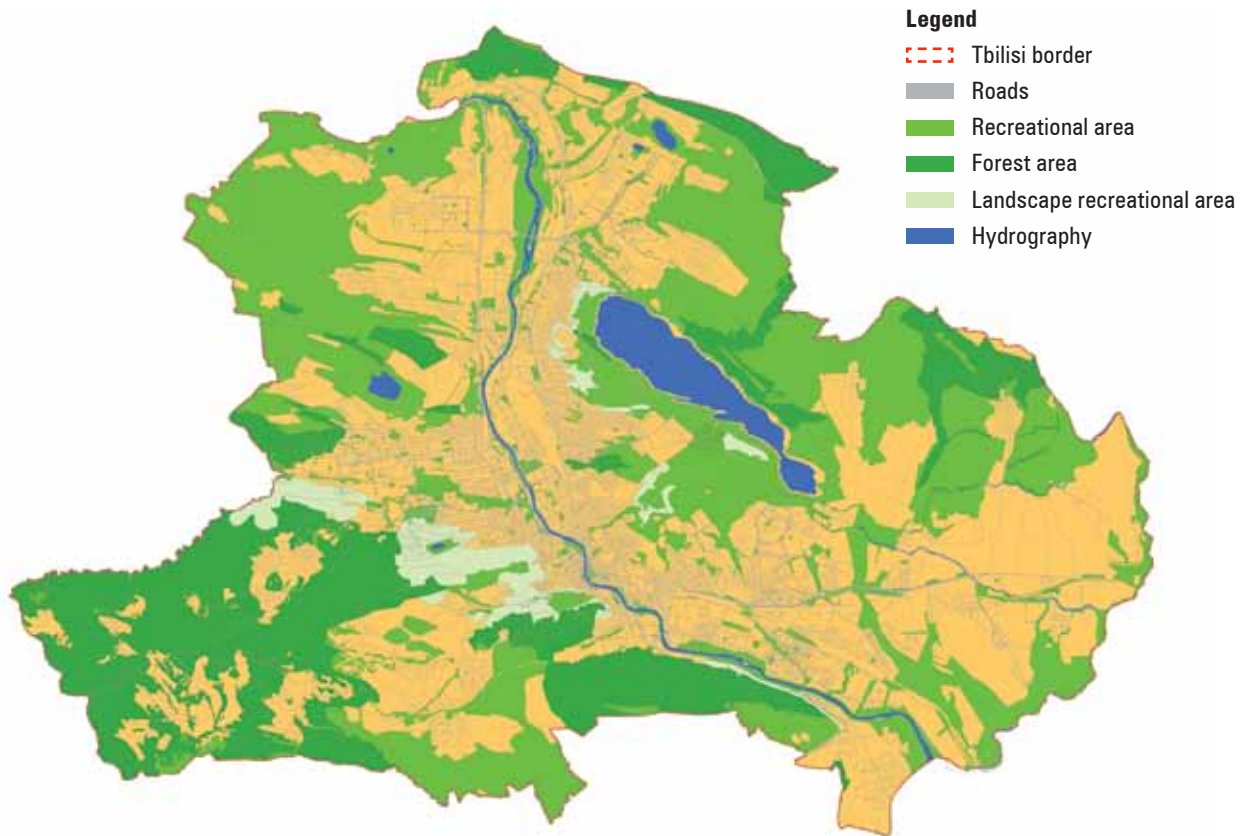 Legend
Tbilisi border
Roads
Recreational area
Forest area
Landscape recreational area
Hydrography